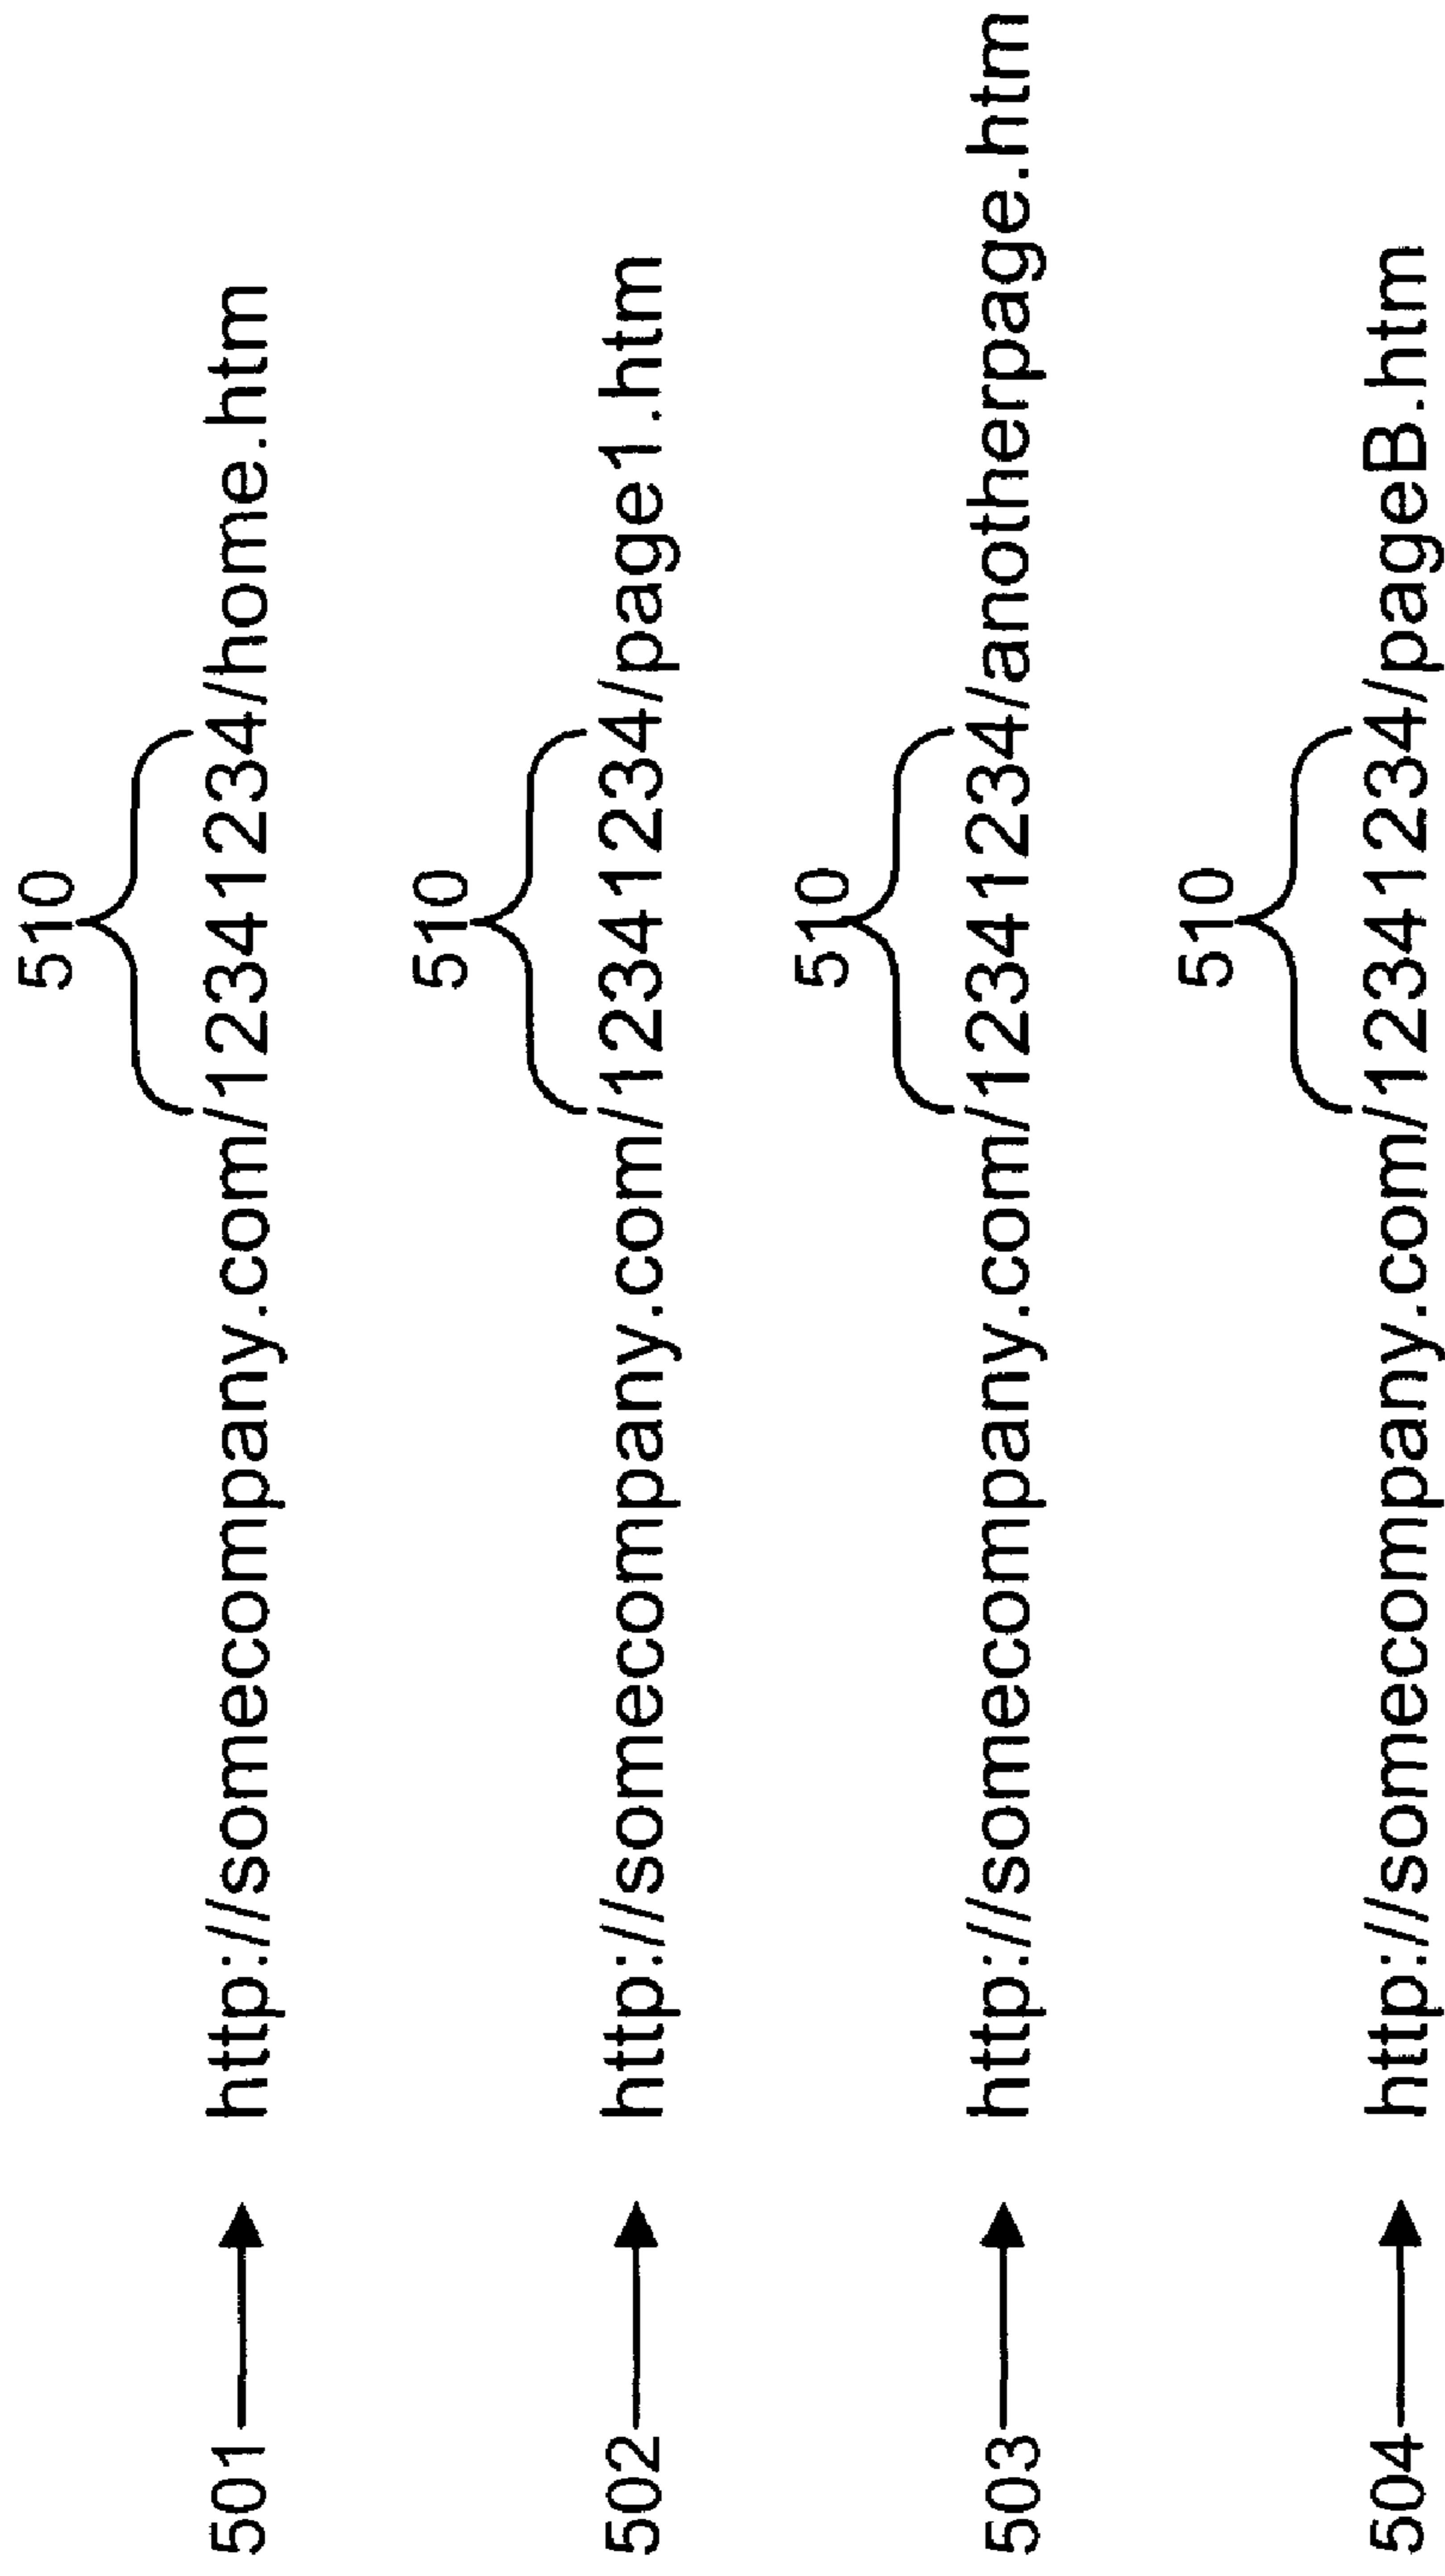 510
501 http://somecompany.com/12341234/home.htm
510
502 http://somecompany.com/12341234/page1.htm
510
503 http://somecompany.com/12341234/anotherpage.htm
510
504 http://somecompany.com/12341234/pageB.htm